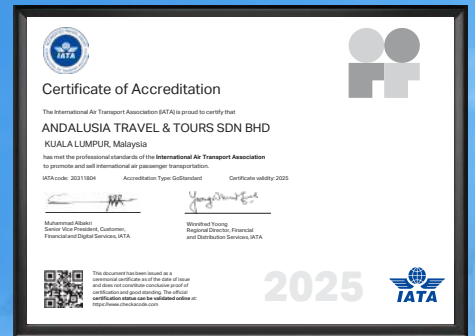 IATA
Certificate of Accreditation
The International Air Transport Association (IATA) is proud to certify that
ANDALUSIA TRAVEL & TOURS SDN BHD
KUALA LUMPUR, Malaysia
has met the professional standards of the International Air Transport Association
to promote and sell international air passenger transportation.
IATA code: 20311804 Accreditation Type: GoStandard Certificate validity: 2025
Muhammad Albakri
Senior Vice President, Customer,
Financial and Digital Services, IATA
Winnifred Yoong
Regional Director, Financial
and Distribution Services, IATA
This document has been issued as a
ceremonial certificate as of the date of issue
and does not constitute conclusive proof of
certification and good standing. The official
certification status can be validated online at:
https://www.checkacode.com
2025
IATA